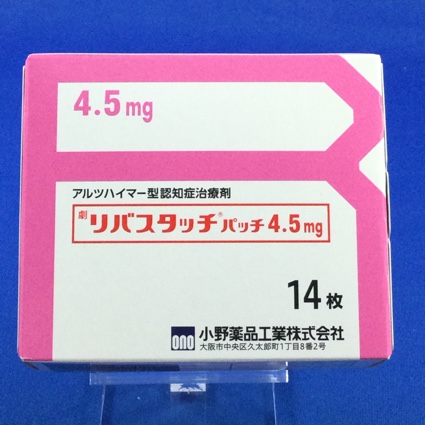 4.5mg
アルツハイマー型認知症治療剤
劇 リバスタッチ®パッチ4.5mg
14枚
ono 小野薬品工業株式会社
大阪市中央区久太郎町1丁目8番2号